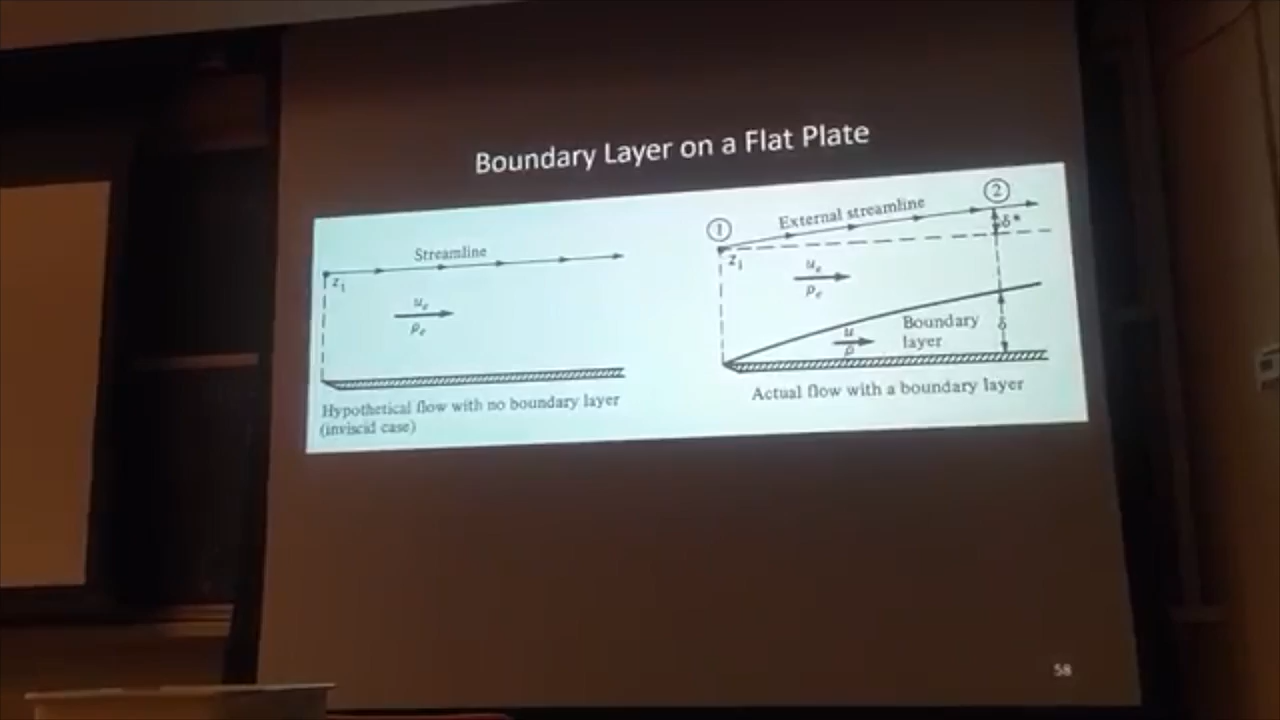 Boundary Layer on a Flat Plate
Streamline
z₁
uₑ
ρₑ
Hypothetical flow with no boundary layer
(inviscid case)
1
2
External streamline
δ*
z₁
uₑ
ρₑ
u
ρ
Boundary
layer
δ
Actual flow with a boundary layer
58